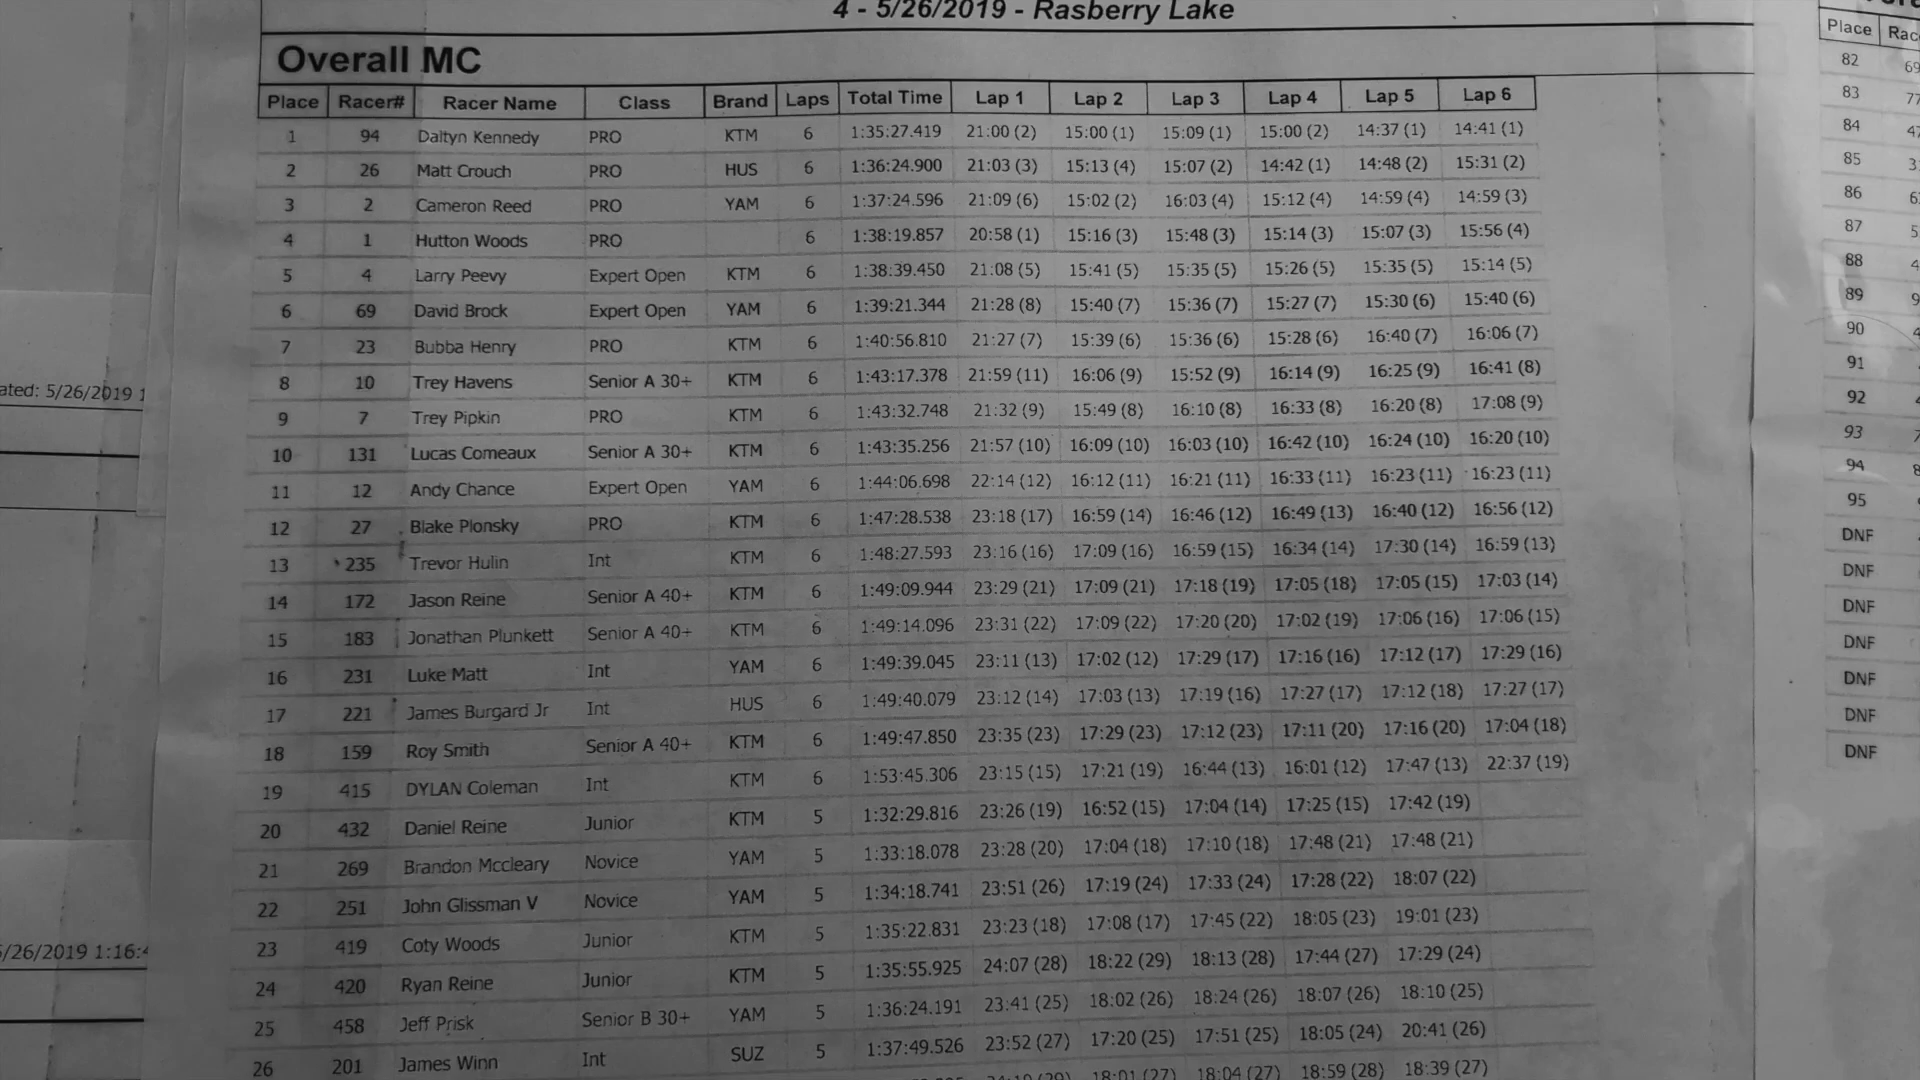 4 - 5/26/2019 - Rasberry Lake
Overall MC
Place Racer# Racer Name Class Brand Laps Total Time Lap 1 Lap 2 Lap 3 Lap 4 Lap 5 Lap 6
1 94 Daltyn Kennedy PRO KTM 6 1:35:27.419 21:00 (2) 15:00 (1) 15:09 (1) 15:00 (2) 14:37 (1) 14:41 (1)
2 26 Matt Crouch PRO HUS 6 1:36:24.900 21:03 (3) 15:13 (4) 15:07 (2) 14:42 (1) 14:48 (2) 15:31 (2)
3 2 Cameron Reed PRO YAM 6 1:37:24.596 21:09 (6) 15:02 (2) 16:03 (4) 15:12 (4) 14:59 (4) 14:59 (3)
4 1 Hutton Woods PRO 6 1:38:19.857 20:58 (1) 15:16 (3) 15:48 (3) 15:14 (3) 15:07 (3) 15:56 (4)
5 4 Larry Peevy Expert Open KTM 6 1:38:39.450 21:08 (5) 15:41 (5) 15:35 (5) 15:26 (5) 15:35 (5) 15:14 (5)
6 69 David Brock Expert Open YAM 6 1:39:21.344 21:28 (8) 15:40 (7) 15:36 (7) 15:27 (7) 15:30 (6) 15:40 (6)
7 23 Bubba Henry PRO KTM 6 1:40:56.810 21:27 (7) 15:39 (6) 15:36 (6) 15:28 (6) 16:40 (7) 16:06 (7)
8 10 Trey Havens Senior A 30+ KTM 6 1:43:17.378 21:59 (11) 16:06 (9) 15:52 (9) 16:14 (9) 16:25 (9) 16:41 (8)
9 7 Trey Pipkin PRO KTM 6 1:43:32.748 21:32 (9) 15:49 (8) 16:10 (8) 16:33 (8) 16:20 (8) 17:08 (9)
10 131 Lucas Comeaux Senior A 30+ KTM 6 1:43:35.256 21:57 (10) 16:09 (10) 16:03 (10) 16:42 (10) 16:24 (10) 16:20 (10)
11 12 Andy Chance Expert Open YAM 6 1:44:06.698 22:14 (12) 16:12 (11) 16:21 (11) 16:33 (11) 16:23 (11) 16:23 (11)
12 27 Blake Plonsky PRO KTM 6 1:47:28.538 23:18 (17) 16:59 (14) 16:46 (12) 16:49 (13) 16:40 (12) 16:56 (12)
13 235 Trevor Hulin Int KTM 6 1:48:27.593 23:16 (16) 17:09 (16) 16:59 (15) 16:34 (14) 17:30 (14) 16:59 (13)
14 172 Jason Reine Senior A 40+ KTM 6 1:49:09.944 23:29 (21) 17:09 (21) 17:18 (19) 17:05 (18) 17:05 (15) 17:03 (14)
15 183 Jonathan Plunkett Senior A 40+ KTM 6 1:49:14.096 23:31 (22) 17:09 (22) 17:20 (20) 17:02 (19) 17:06 (16) 17:06 (15)
16 231 Luke Matt Int YAM 6 1:49:39.045 23:11 (13) 17:02 (12) 17:29 (17) 17:16 (16) 17:12 (17) 17:29 (16)
17 221 James Burgard Jr Int HUS 6 1:49:40.079 23:12 (14) 17:03 (13) 17:19 (16) 17:27 (17) 17:12 (18) 17:27 (17)
18 159 Roy Smith Senior A 40+ KTM 6 1:49:47.850 23:35 (23) 17:29 (23) 17:12 (23) 17:11 (20) 17:16 (20) 17:04 (18)
19 415 DYLAN Coleman Int KTM 6 1:53:45.306 23:15 (15) 17:21 (19) 16:44 (13) 16:01 (12) 17:47 (13) 22:37 (19)
20 432 Daniel Reine Junior KTM 5 1:32:29.816 23:26 (19) 16:52 (15) 17:04 (14) 17:25 (15) 17:42 (19)
21 269 Brandon Mccleary Novice YAM 5 1:33:18.078 23:28 (20) 17:04 (18) 17:10 (18) 17:48 (21) 17:48 (21)
22 251 John Glissman V Novice YAM 5 1:34:18.741 23:51 (26) 17:19 (24) 17:33 (24) 17:28 (22) 18:07 (22)
23 419 Coty Woods Junior KTM 5 1:35:22.831 23:23 (18) 17:08 (17) 17:45 (22) 18:05 (23) 19:01 (23)
24 420 Ryan Reine Junior KTM 5 1:35:55.925 24:07 (28) 18:22 (29) 18:13 (28) 17:44 (27) 17:29 (24)
25 458 Jeff Prisk Senior B 30+ YAM 5 1:36:24.191 23:41 (25) 18:02 (26) 18:24 (26) 18:07 (26) 18:10 (25)
26 201 James Winn Int SUZ 5 1:37:49.526 23:52 (27) 17:20 (25) 17:51 (25) 18:05 (24) 20:41 (26)
18:01 (27) 18:04 (27) 18:59 (28) 18:39 (27)
ated: 5/26/2019 1
5/26/2019 1:16:4
Place Rac
82 69
83 77
84 47
85 3
86 6
87 5
88 4
89 9
90
91
92
93 7
94 8
95
DNF
DNF
DNF
DNF
DNF
DNF
DNF